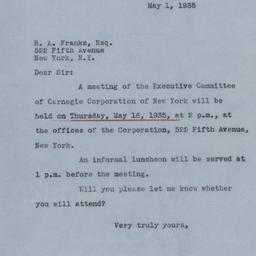 May 1, 1935
R. A. Franks, Esq.
522 Fifth Avenue
New York, N.Y.
Dear Sir:
A meeting of the Executive Committee
of Carnegie Corporation of New York will be
held on Thursday, May 16, 1935, at 2 p.m., at
the offices of the Corporation, 522 Fifth Avenue,
New York.
An informal luncheon will be served at
1 p.m. before the meeting.
Will you please let me know whether
you will attend?
Very truly yours,